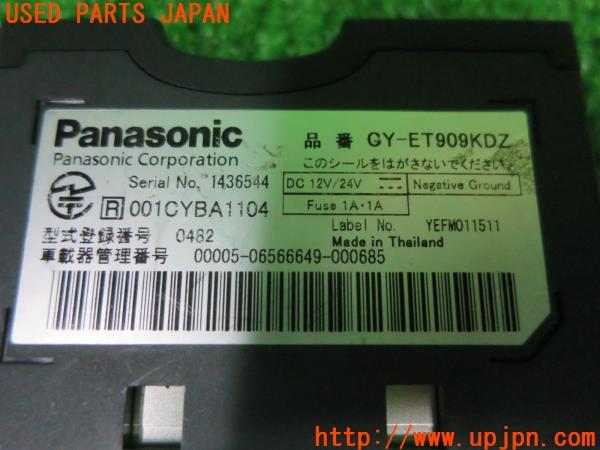 USED PARTS JAPAN
Panasonic
Panasonic Corporation
品番 CY-ET909KDZ
このシールをはがさないでください。
Serial No. 1436544
DC 12V/24V Negative Ground
Fuse 1A・1A
R 001CYBA1104
Label No. YEFM011511
型式登録番号 0482
Made in Thailand
車載器管理番号 00005-06566649-000685
http://www.upjpn.com/